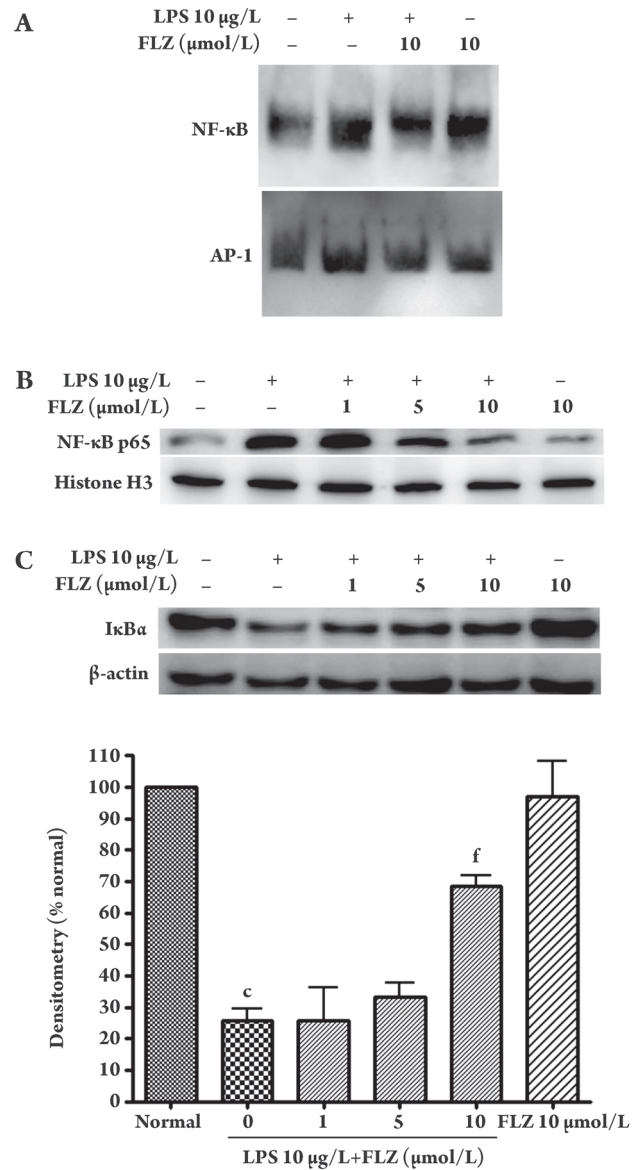 A
LPS 10 μg/L – + + –
FLZ (μmol/L) – – 10 10
NF-κB
AP-1
B
LPS 10 μg/L – + + + + –
FLZ (μmol/L) – – 1 5 10 10
NF-κB p65
Histone H3
C
LPS 10 μg/L – + + + + –
FLZ (μmol/L) – – 1 5 10 10
IκBα
β-actin
Densitometry (% normal)
110
100
90
80
70
60
50
40
30
20
10
0
c
f
Normal 0 1 5 10 FLZ 10 μmol/L
LPS 10 μg/L+FLZ (μmol/L)